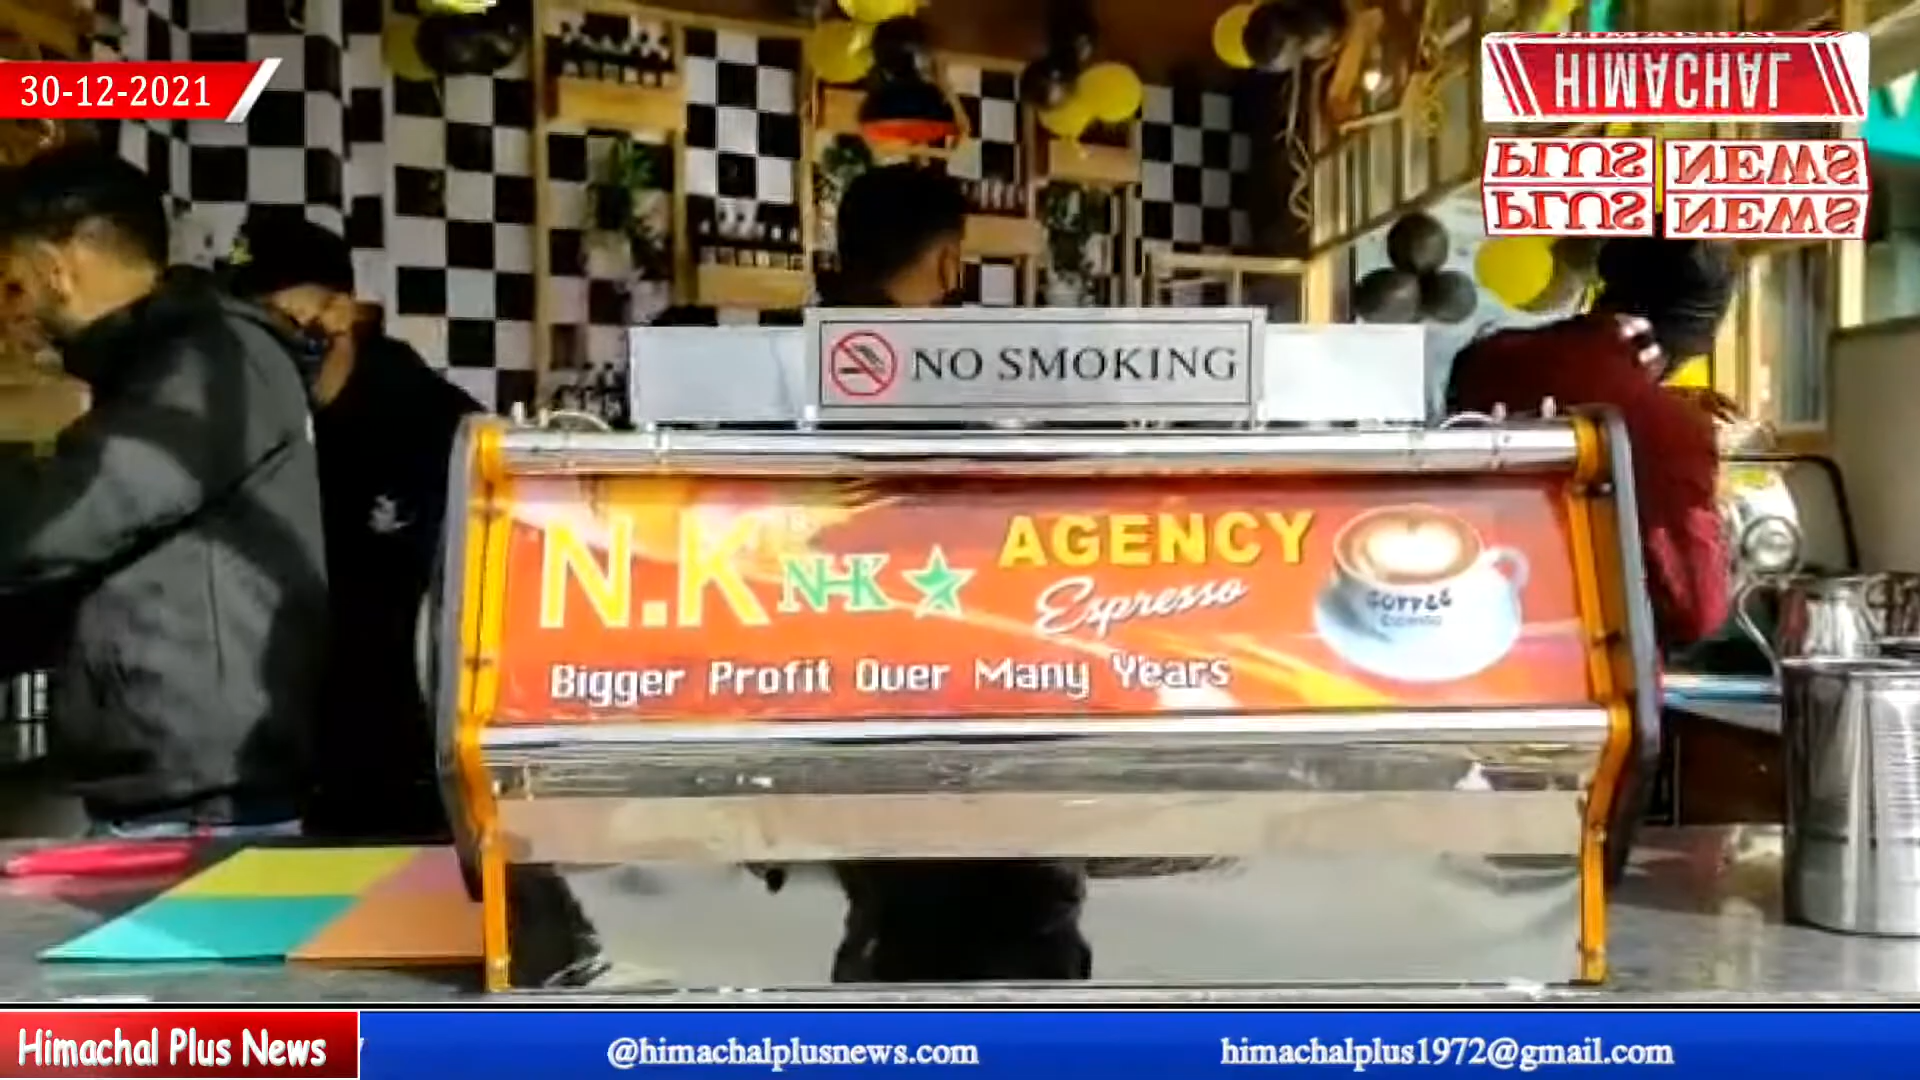 30-12-2021
HIMACHAL
PLUS NEWS
PLUS NEWS
NO SMOKING
N.K N-K AGENCY
Espresso
COFFEE
Bigger Profit Over Many Years
Himachal Plus News
@himachalplusnews.com
himachalplus1972@gmail.com